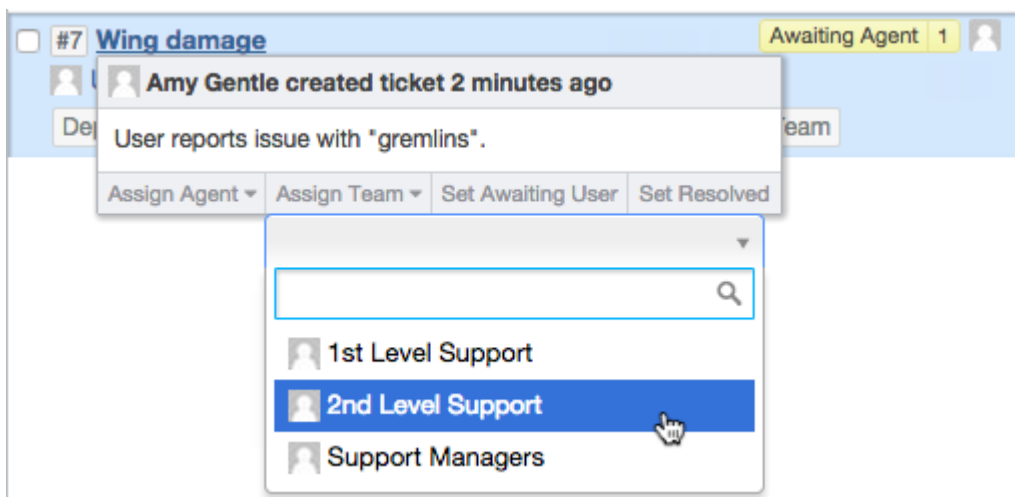 #7 Wing damage Awaiting Agent 1
Amy Gentle created ticket 2 minutes ago
User reports issue with "gremlins".
Assign Agent Assign Team Set Awaiting User Set Resolved
1st Level Support
2nd Level Support
Support Managers